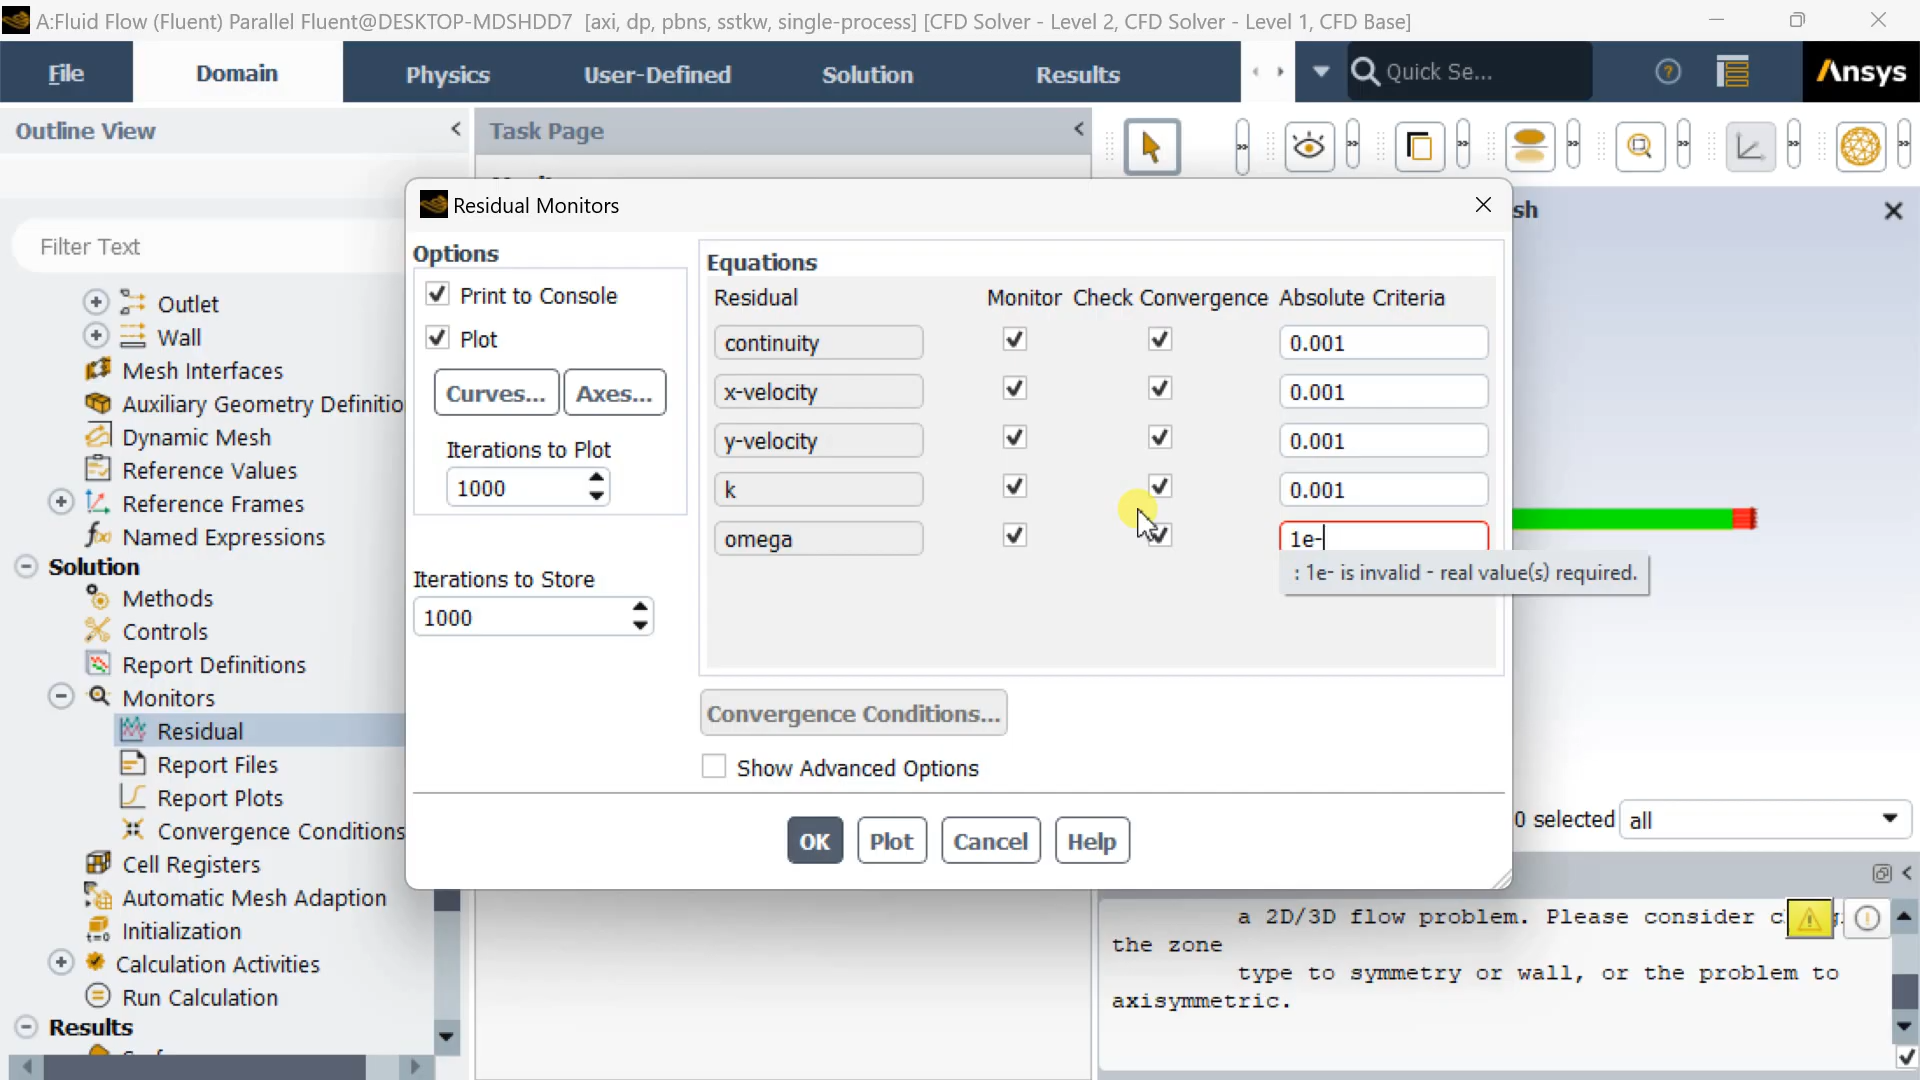 A:Fluid Flow (Fluent) Parallel Fluent@DESKTOP-MDSHDD7 [axi, dp, pbns, sstkw, single-process] [CFD Solver - Level 2, CFD Solver - Level 1, CFD Base]
File Domain Physics User-Defined Solution Results Quick Se... Ansys
Outline View
Task Page
Filter Text
Outlet
Wall
Mesh Interfaces
Auxiliary Geometry Definitio
Dynamic Mesh
Reference Values
Reference Frames
Named Expressions
Solution
Methods
Controls
Report Definitions
Monitors
Residual
Report Files
Report Plots
Convergence Conditions
Cell Registers
Automatic Mesh Adaption
Initialization
Calculation Activities
Run Calculation
Results
Residual Monitors
Options
Print to Console
Plot
Curves... Axes...
Iterations to Plot
1000
Iterations to Store
1000
Equations
Residual Monitor Check Convergence Absolute Criteria
continuity 0.001
x-velocity 0.001
y-velocity 0.001
k 0.001
omega 1e-
: 1e- is invalid - real value(s) required.
Convergence Conditions...
Show Advanced Options
OK Plot Cancel Help
sh
0 selected all
a 2D/3D flow problem. Please consider
the zone
type to symmetry or wall, or the problem to
axisymmetric.